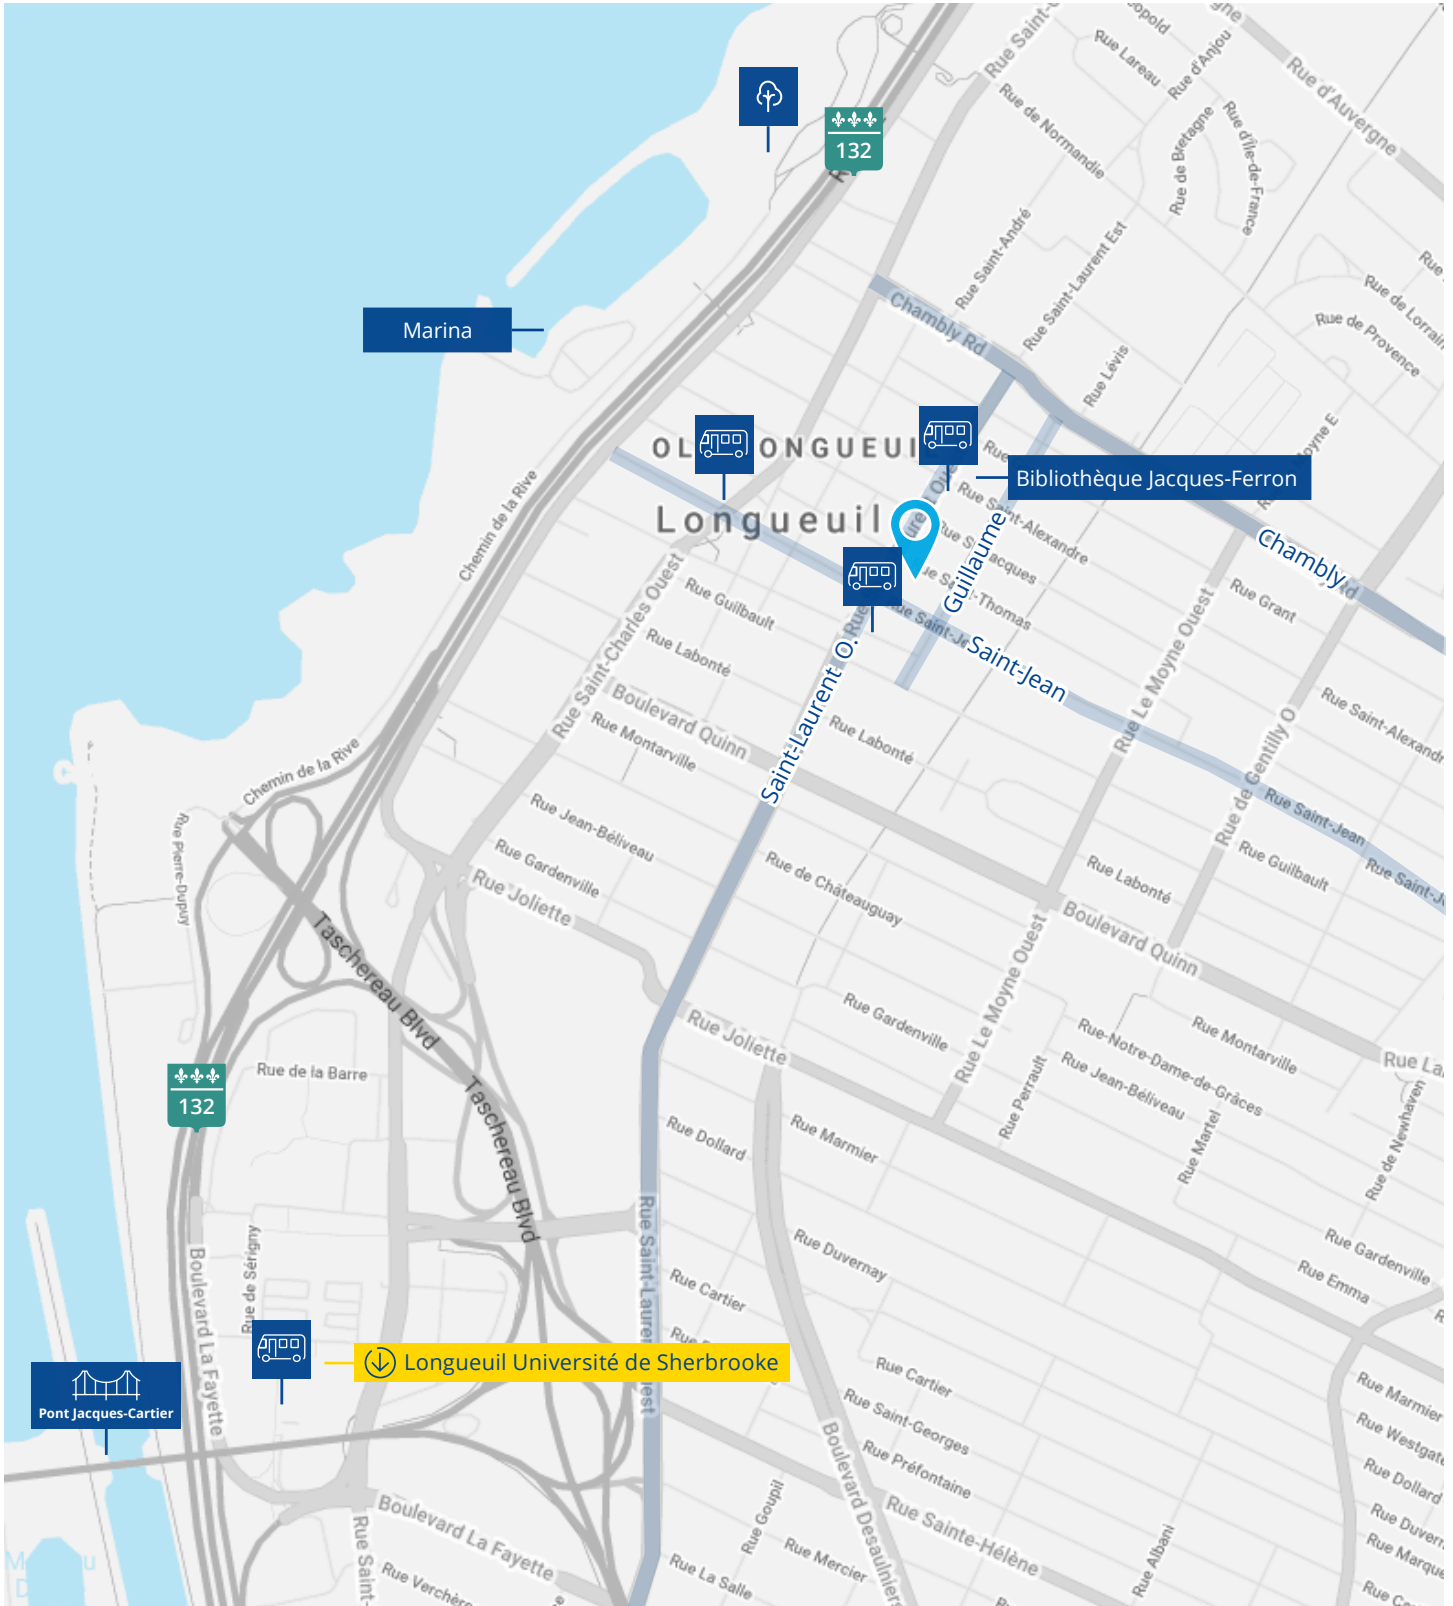 Rue Lareau
Rue d'Anjou
Rue d'Auvergne
Rue de Normandie
Rue de Bretagne
Rue d'Île-de-France
132
Rue Saint-André
Rue Saint-Laurent Est
Rue de Lorrain
Rue de Provence
Chambly Rd
Marina
Rue Lévis
Bibliothèque Jacques-Ferron
Longueuil
Chemin de la Rive
Rue Saint-Alexandre
Guillaume
Chambly
Rue Grant
Rue Guilbault
Rue Labonté
Rue Saint-Charles Ouest
Saint-Jean
Saint-Laurent O.
Rue Le Moyne Ouest
Boulevard Quinn
Rue Montarville
Rue Labonté
Rue Saint-Alexandr
Rue de Gentilly O
Chemin de la Rive
Rue Pierre-Dupuy
Rue Jean-Béliveau
Rue Gardenville
Rue Joliette
Rue de Châteauguay
Rue Saint-Jean
Rue Guilbault
Rue Labonté
Rue Saint-J
Boulevard Quinn
Rue Le Moyne Ouest
Taschereau Blvd
Rue Gardenville
Rue Joliette
Rue-Notre-Dame-de-Grâces
Rue Montarville
Rue Jean-Béliveau
Rue Perrault
Rue Martel
Rue de Newhaven
Rue de la Barre
132
Taschereau Blvd
Rue Dollard
Rue Marmier
Rue Duvernay
Rue Gardenville
Rue Emma
Rue de Sérigny
Boulevard La Fayette
Rue Cartier
Longueuil Université de Sherbrooke
Pont Jacques-Cartier
Rue Cartier
Rue Saint-Georges
Rue Préfontaine
Rue Sainte-Hélène
Boulevard Desaulniers
Rue Marmier
Rue Westgate
Rue Dollard
Rue Duvern
Rue Marque
Boulevard La Fayette
Rue Goupil
Rue Mercier
Rue La Salle
Rue Albani
Rue Verchère
Rue Saint-